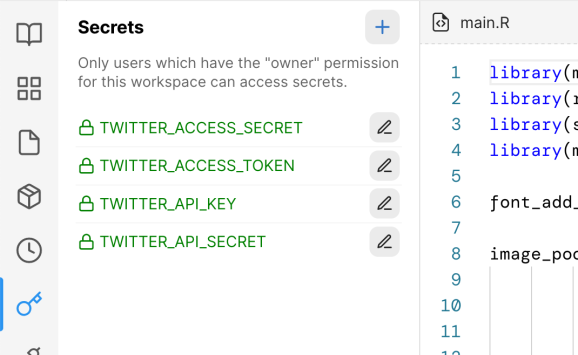 Secrets
Only users which have the "owner" permission
for this workspace can access secrets.
TWITTER_ACCESS_SECRET
TWITTER_ACCESS_TOKEN
TWITTER_API_KEY
TWITTER_API_SECRET
main.R
1 library(
2 library(
3 library(
4 library(
5
6 font_add_
7
8 image_
9
10
11